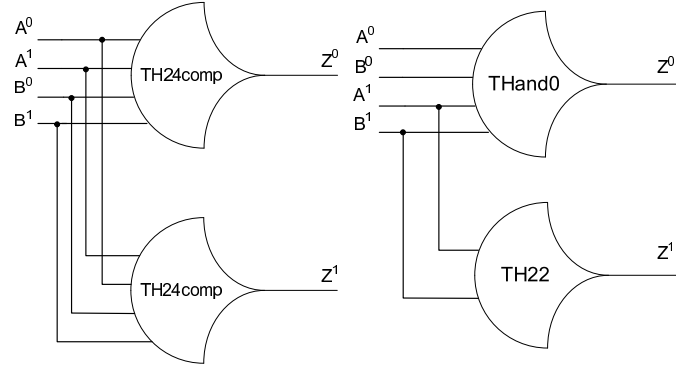 A⁰
A¹
B⁰
B¹
TH24comp
Z⁰
TH24comp
Z¹
A⁰
B⁰
A¹
B¹
THand0
Z⁰
TH22
Z¹